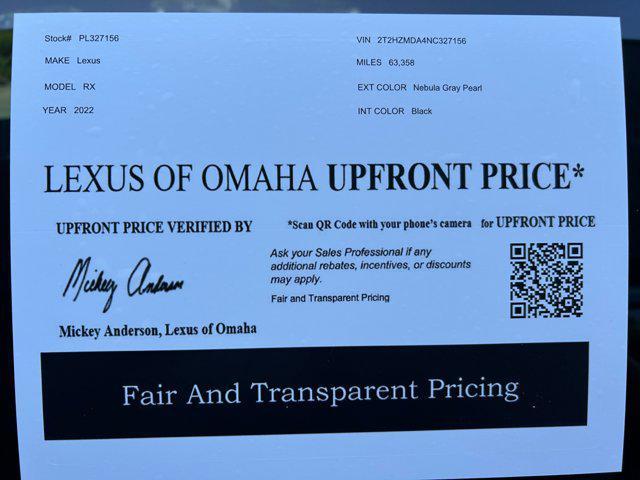 Stock# PL327156
VIN 2T2HZMDA4NC327156
MAKE Lexus
MILES 63,358
MODEL RX
EXT COLOR Nebula Gray Pearl
YEAR 2022
INT COLOR Black
LEXUS OF OMAHA UPFRONT PRICE*
UPFRONT PRICE VERIFIED BY
*Scan QR Code with your phone's camera for UPFRONT PRICE
Ask your Sales Professional if any
additional rebates, incentives, or discounts
may apply.
Fair and Transparent Pricing
Mickey Anderson
Mickey Anderson, Lexus of Omaha
Fair And Transparent Pricing